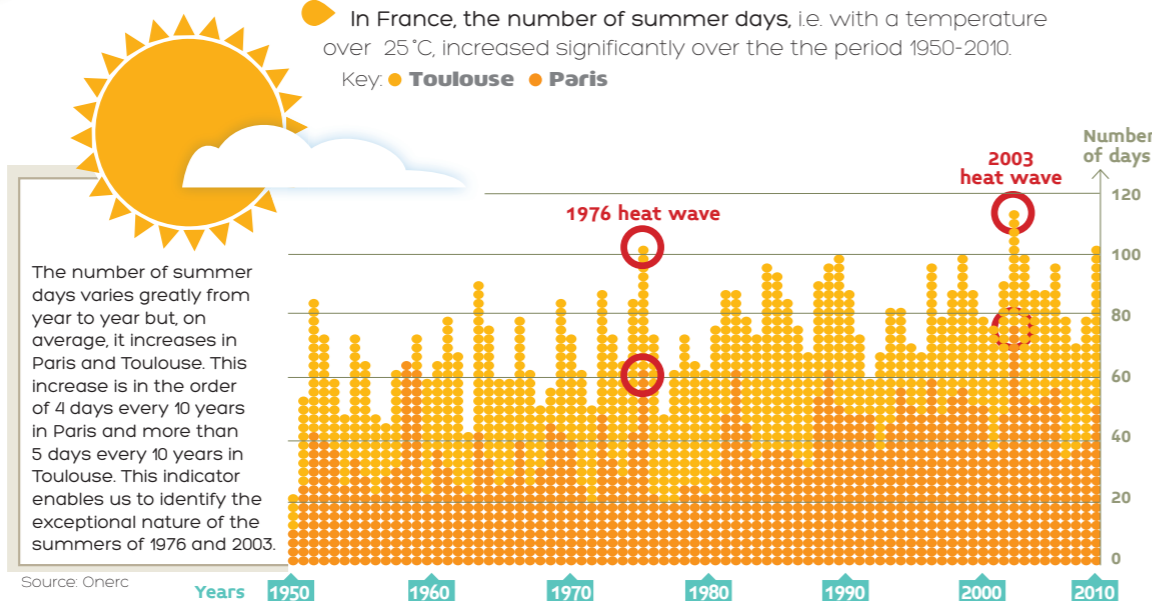 In France, the number of summer days, i.e. with a temperature
over 25°C, increased significantly over the the period 1950-2010.
Key: Toulouse Paris
Number
of days
2003
heat wave
120
1976 heat wave
100
80
60
40
20
0
The number of summer
days varies greatly from
year to year but, on
average, it increases in
Paris and Toulouse. This
increase is in the order
of 4 days every 10 years
in Paris and more than
5 days every 10 years in
Toulouse. This indicator
enables us to identify the
exceptional nature of the
summers of 1976 and 2003.
Source: Onerc
Years 1950 1960 1970 1980 1990 2000 2010